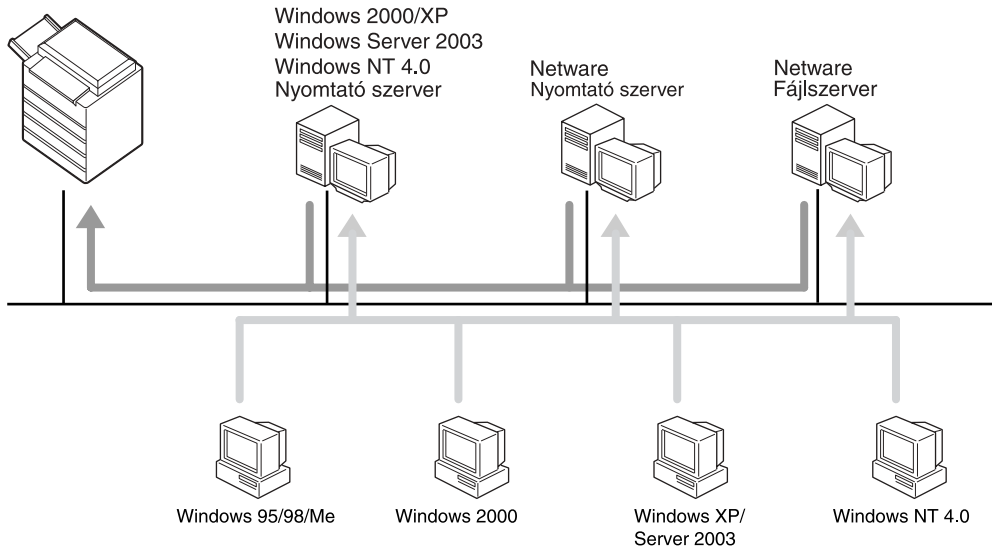 Windows 2000/XP
Windows Server 2003
Windows NT 4.0
Nyomtató szerver
Netware
Nyomtató szerver
Netware
Fájlszerver
Windows 95/98/Me
Windows 2000
Windows XP/
Server 2003
Windows NT 4.0